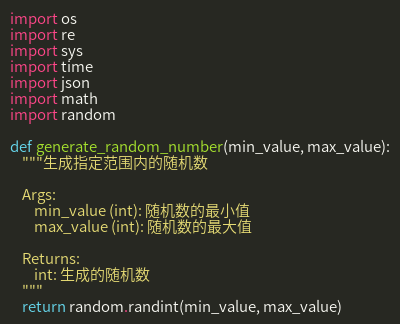 import os
import re
import sys
import time
import json
import math
import random

def generate_random_number(min_value, max_value):
    """生成指定范围内的随机数

    Args:
        min_value (int): 随机数的最小值
        max_value (int): 随机数的最大值

    Returns:
        int: 生成的随机数
    """
    return random.randint(min_value, max_value)